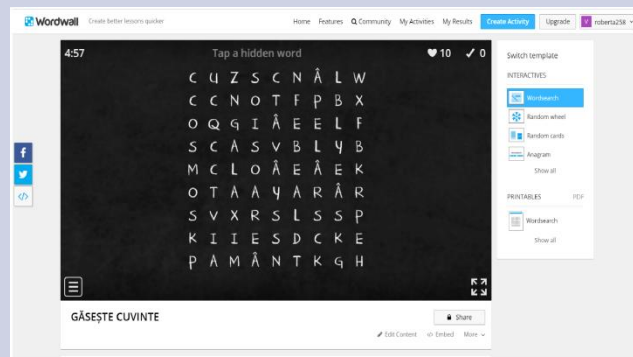 Wordwall Create better lessons quicker Home Features Community My Activities My Results Create Activity Upgrade roberta258
4:57 Tap a hidden word 10 0
C U Z S C N Â L W
C C N O T F P B X
O Q G I Â E E L F
S C A S V B L Y B
M C L O Â E Â E K
O T A A Y A R Â R
S V X R S L S S P
K I I E S D C K E
P A M Â N T K G H
GĂSEȘTE CUVINTE
Share
Edit Content Embed More
Switch template
INTERACTIVES
Wordsearch
Random wheel
Random cards
Anagram
Show all
PRINTABLES PDF
Wordsearch
Show all